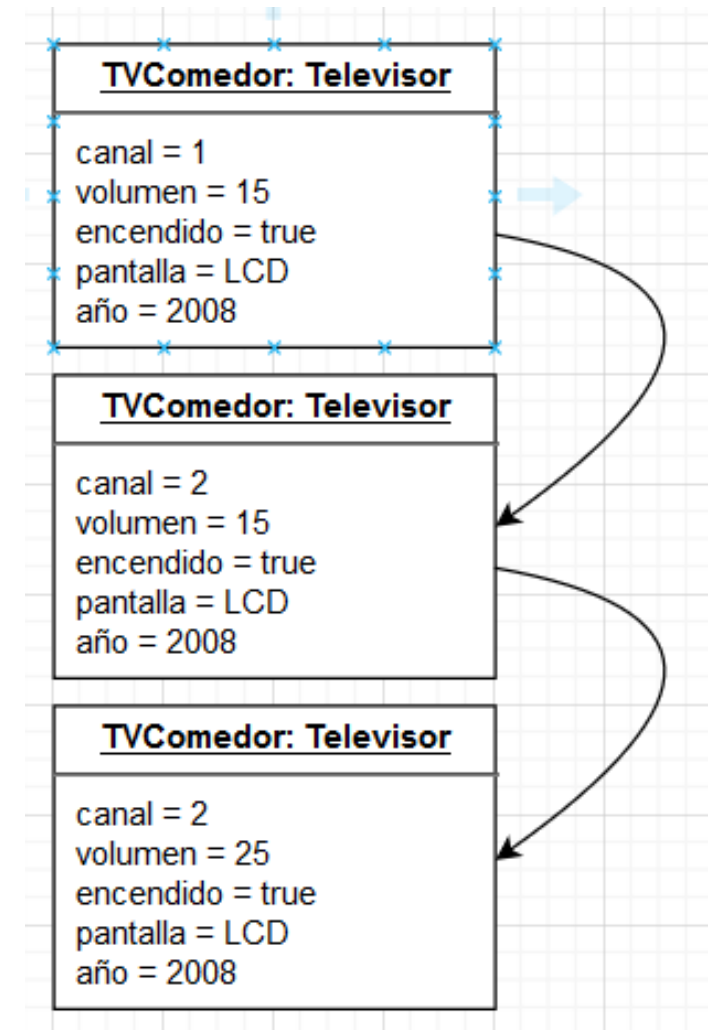 TVComedor: Televisor
canal = 1
volumen = 15
encendido = true
pantalla = LCD
año = 2008
TVComedor: Televisor
canal = 2
volumen = 15
encendido = true
pantalla = LCD
año = 2008
TVComedor: Televisor
canal = 2
volumen = 25
encendido = true
pantalla = LCD
año = 2008